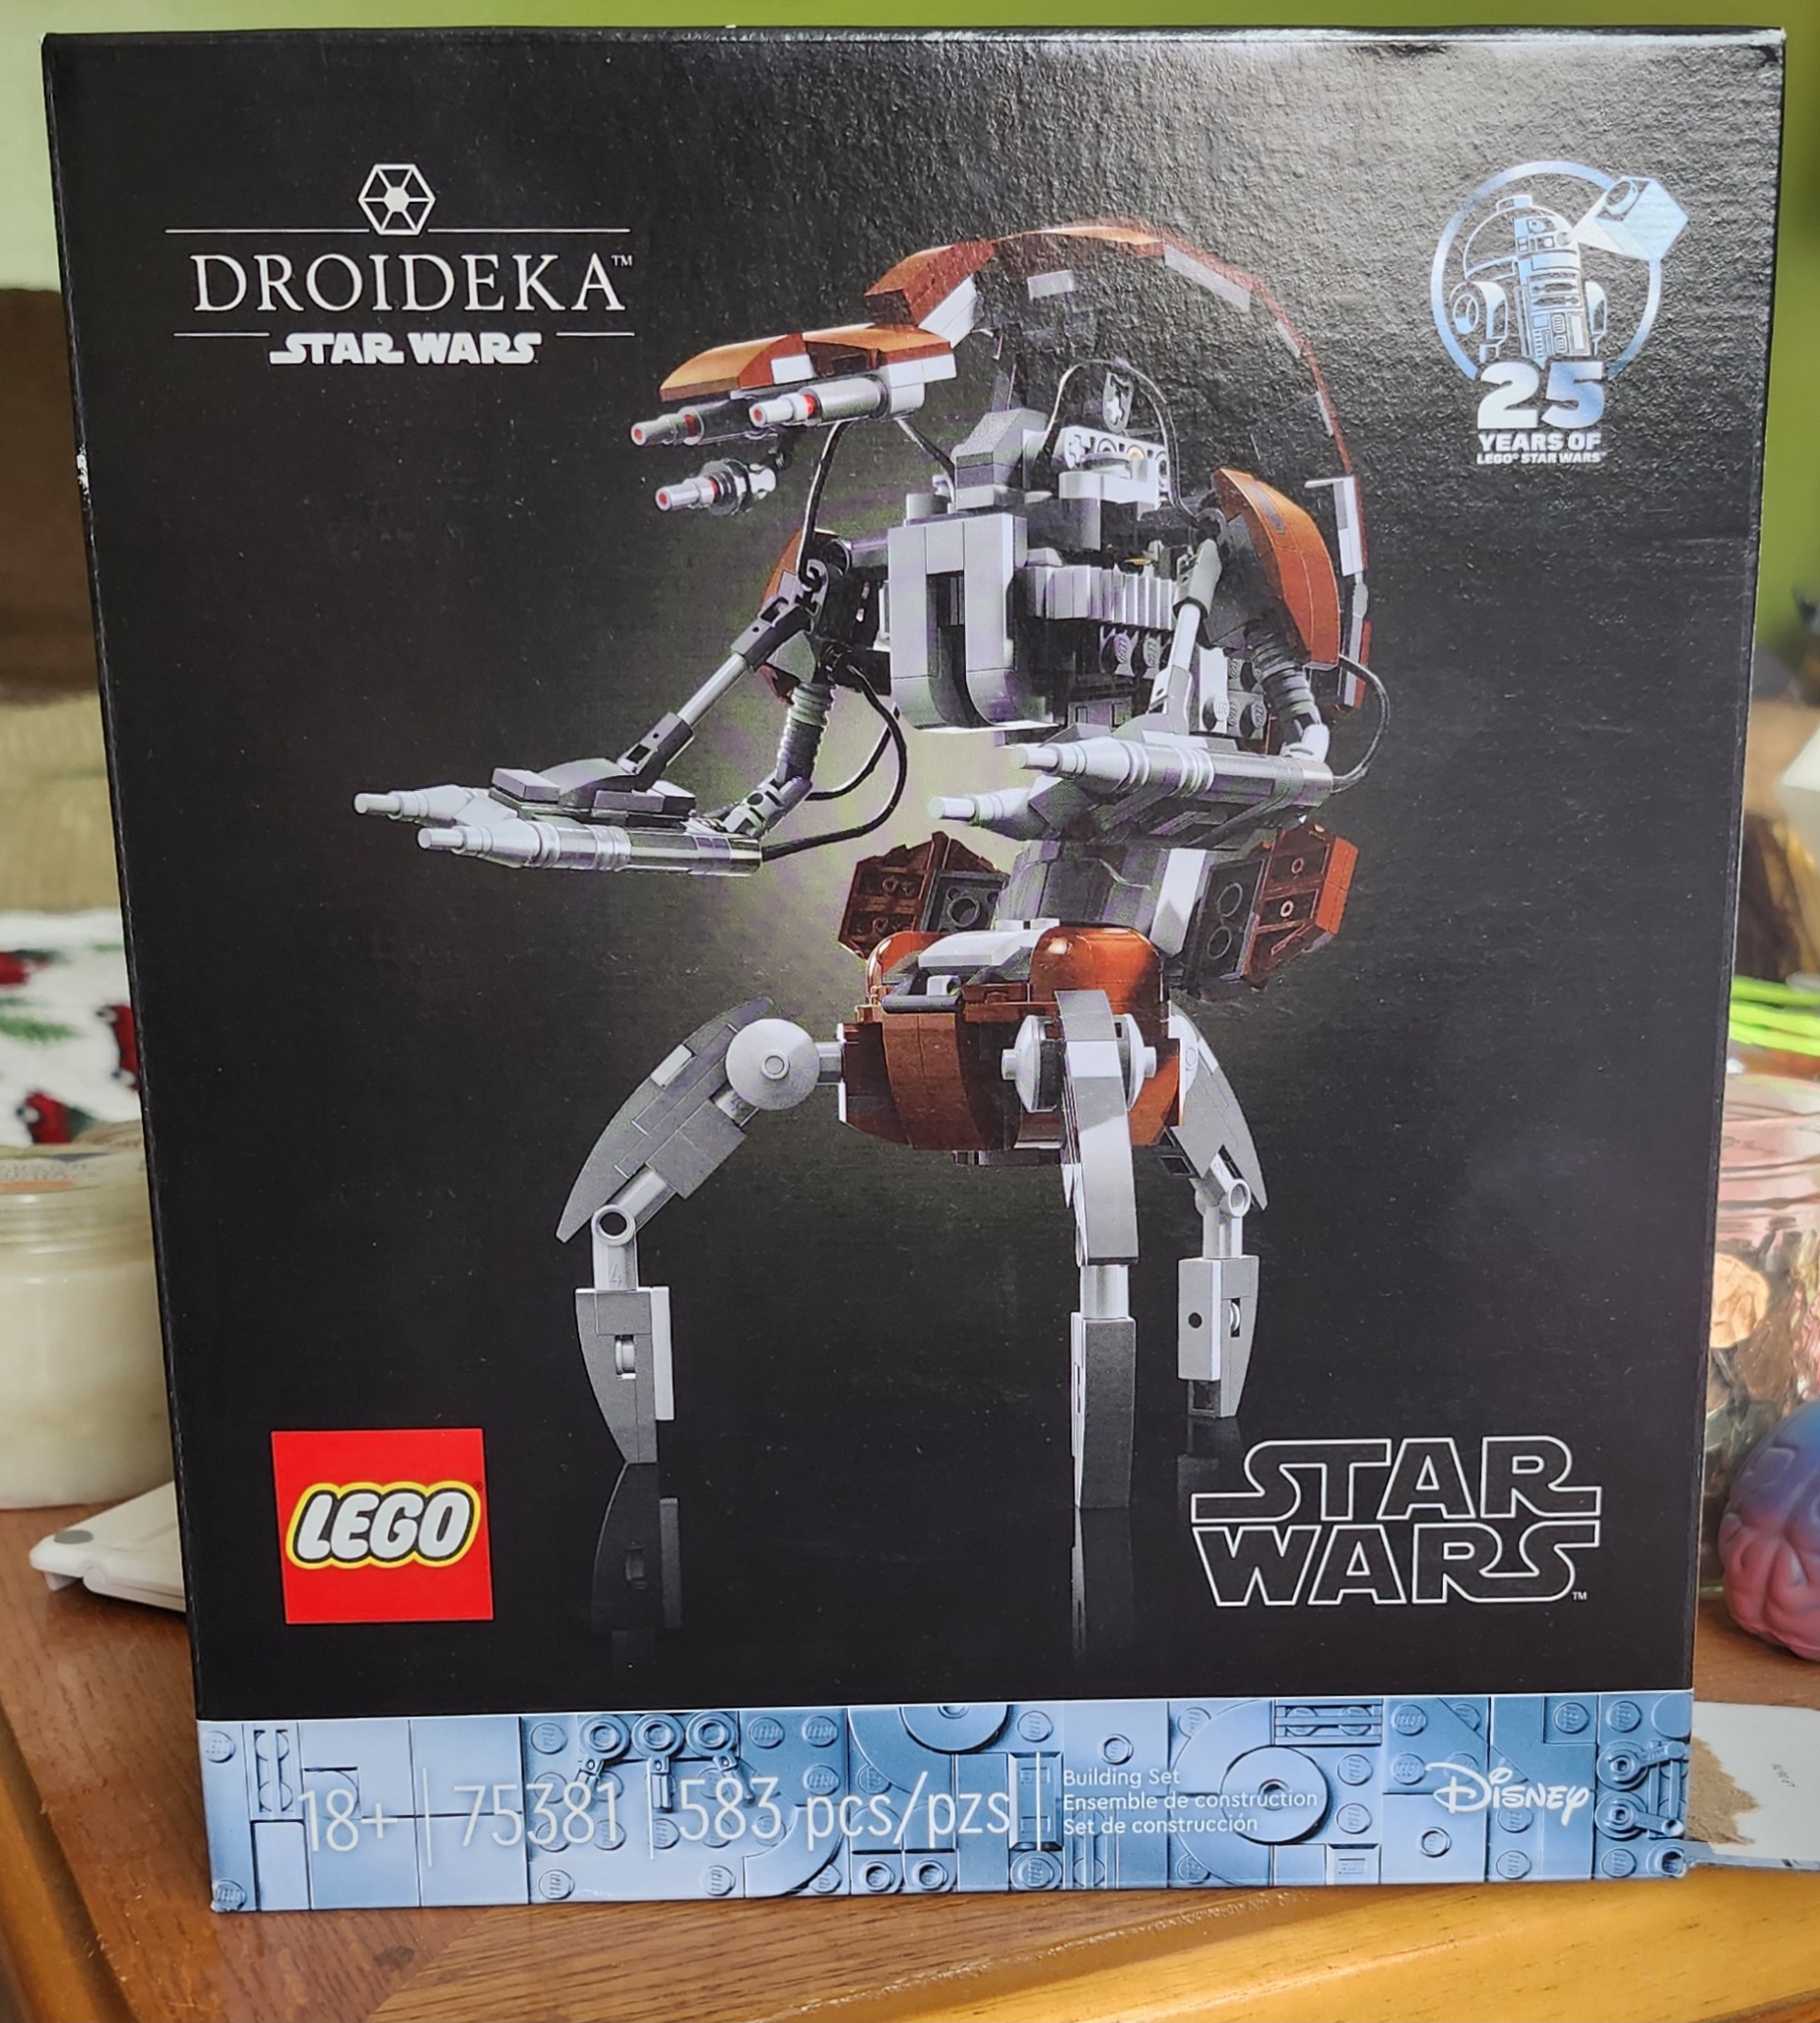 DROIDEKA™
STAR WARS
25
YEARS OF
LEGO® STAR WARS™
LEGO®
STAR
WARS™
18+ | 75381 | 583 pcs/pzs
Building Set
Ensemble de construction
Set de construcción
Disney